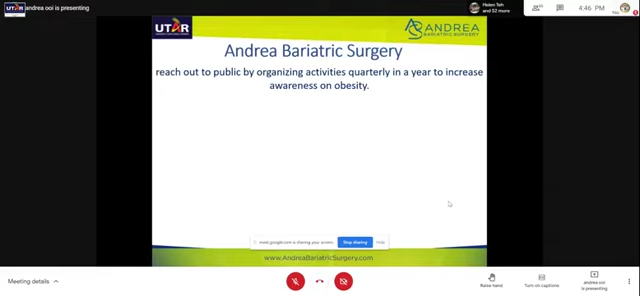 UTAR
andrea ooi is presenting
Helen Teh
and 52 more
4:46 PM
You
UTAR
ANDREA
BARIATRIC SURGERY
Andrea Bariatric Surgery
reach out to public by organizing activities quarterly in a year to increase
awareness on obesity.
meet.google.com is sharing your screen.
Stop sharing
Hide
www.AndreaBariatricSurgery.com
Meeting details
Raise hand
Turn on captions
andrea ooi
is presenting